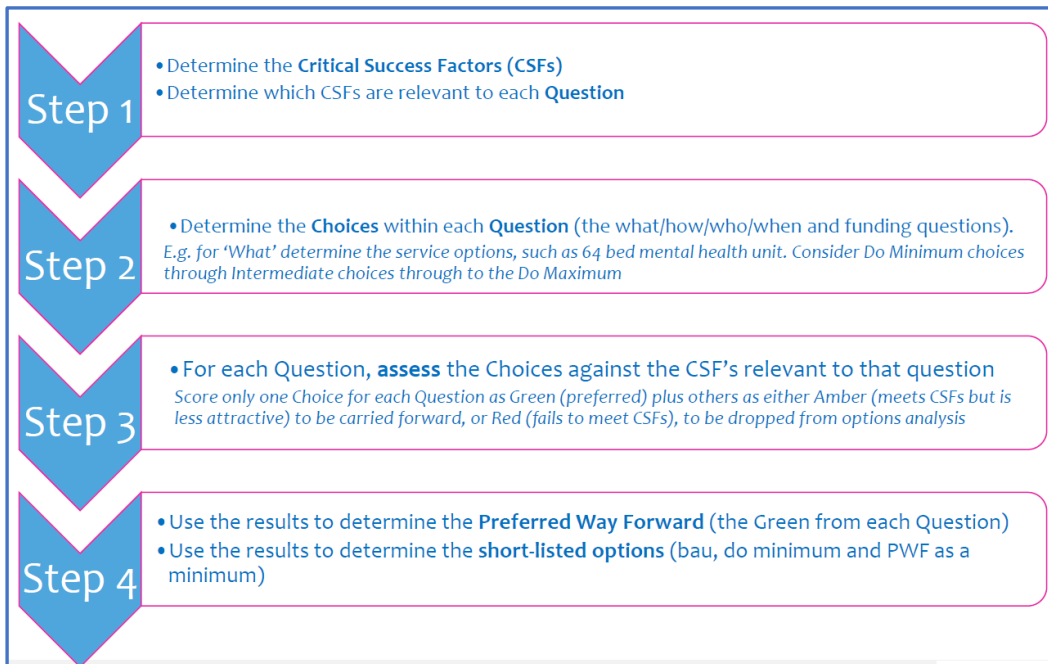 Step 1
•Determine the Critical Success Factors (CSFs)
•Determine which CSFs are relevant to each Question
Step 2
•Determine the Choices within each Question (the what/how/who/when and funding questions).
E.g. for ‘What’ determine the service options, such as 64 bed mental health unit. Consider Do Minimum choices
through Intermediate choices through to the Do Maximum
Step 3
•For each Question, assess the Choices against the CSF’s relevant to that question
Score only one Choice for each Question as Green (preferred) plus others as either Amber (meets CSFs but is
less attractive) to be carried forward, or Red (fails to meet CSFs), to be dropped from options analysis
Step 4
•Use the results to determine the Preferred Way Forward (the Green from each Question)
•Use the results to determine the short-listed options (bau, do minimum and PWF as a
minimum)